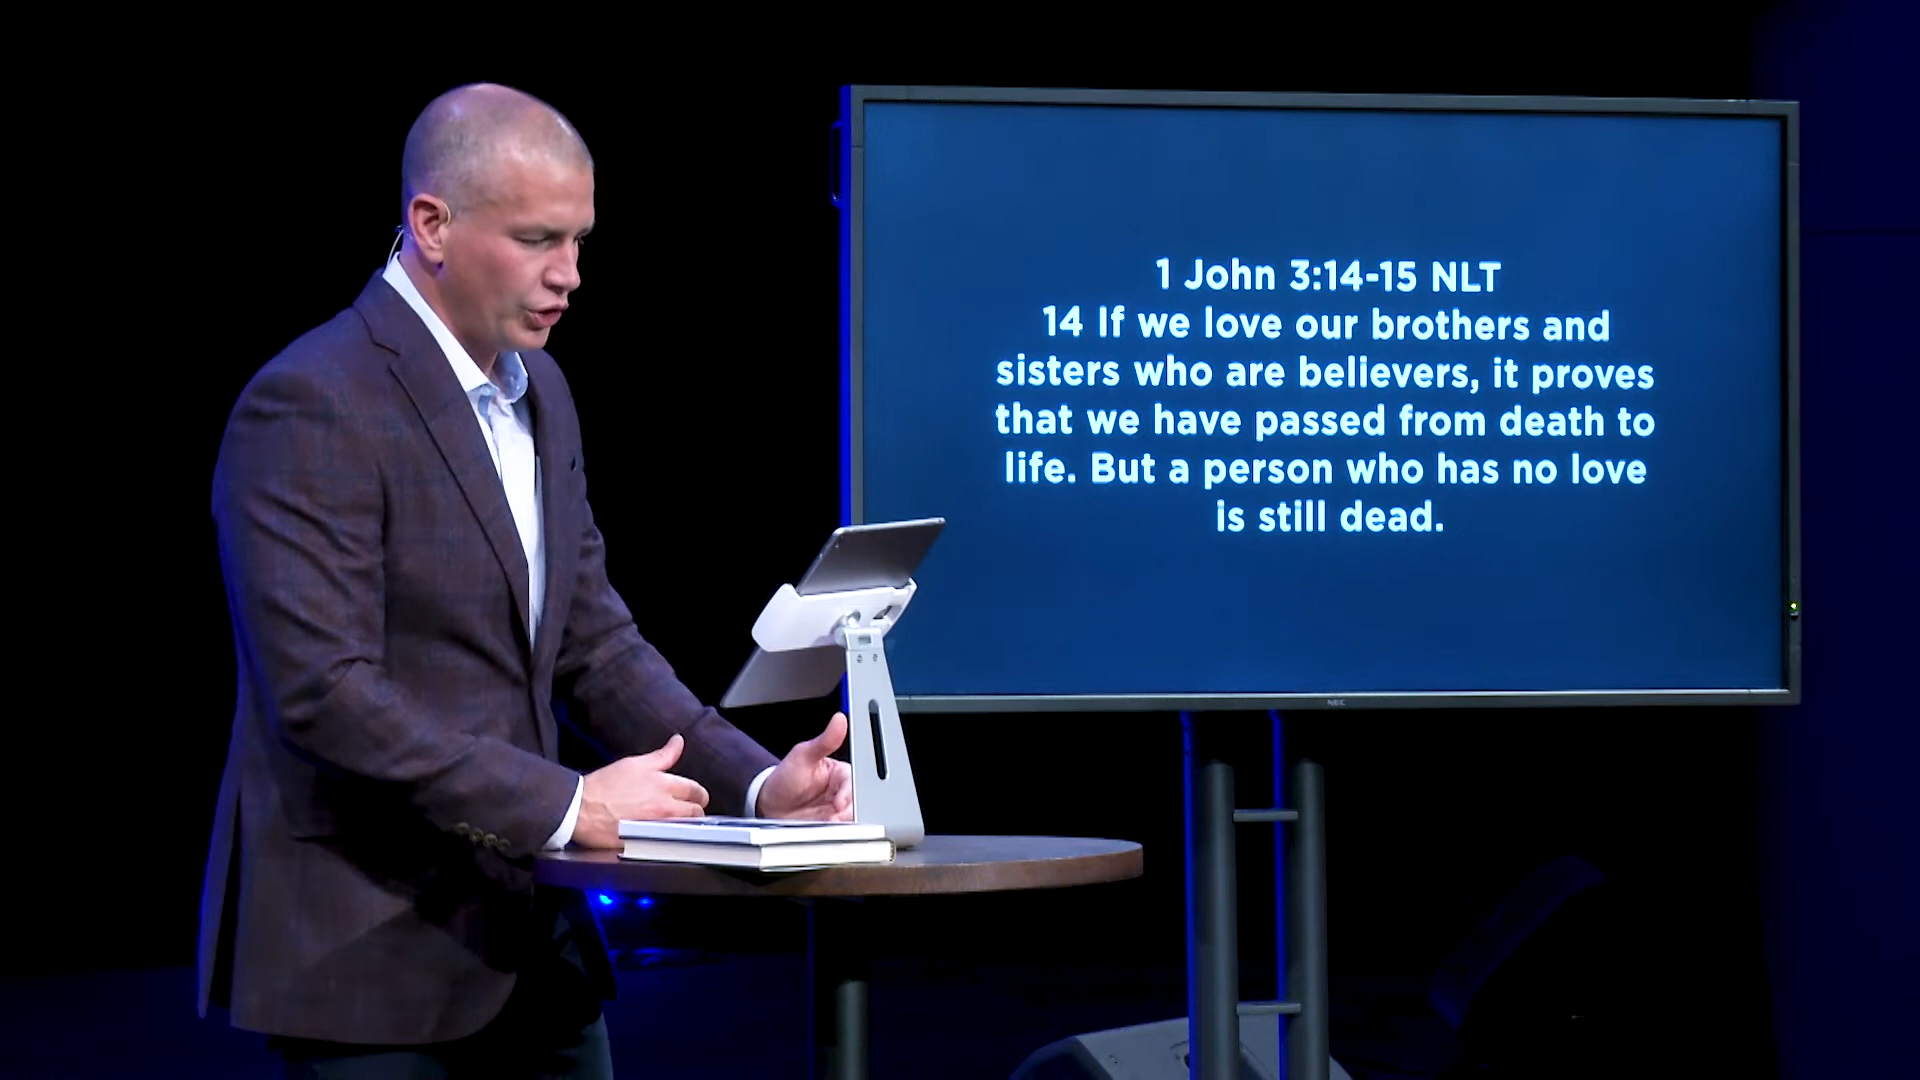 1 John 3:14-15 NLT
14 If we love our brothers and
sisters who are believers, it proves
that we have passed from death to
life. But a person who has no love
is still dead.
NEC